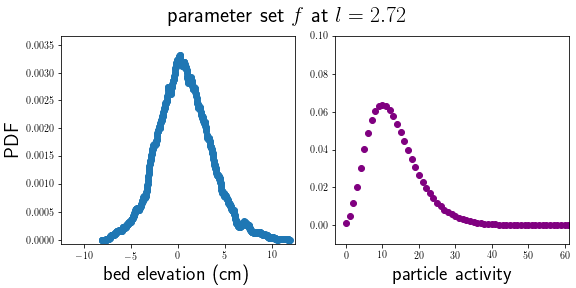 parameter set f at l = 2.72
PDF
0.0035
0.0030
0.0025
0.0020
0.0015
0.0010
0.0005
0.0000
−10 −5 0 5 10
bed elevation (cm)
0.10
0.08
0.06
0.04
0.02
0.00
0 10 20 30 40 50 60
particle activity